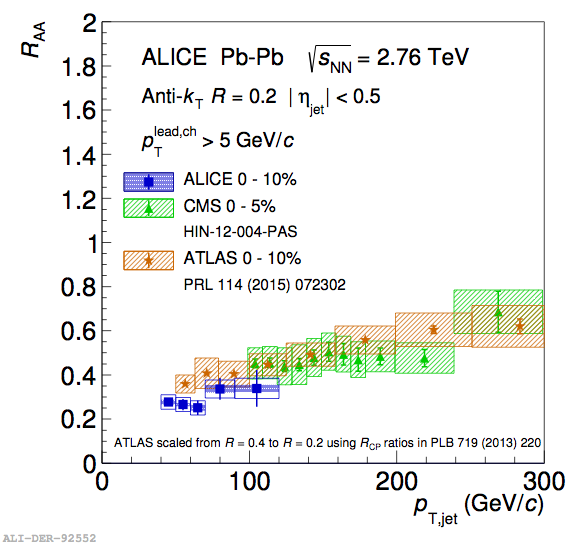 R_AA
2
1.8
1.6
1.4
1.2
1
0.8
0.6
0.4
0.2
0
ALICE Pb-Pb √s_NN = 2.76 TeV
Anti-k_T R = 0.2 | η_jet | < 0.5
p_T^lead,ch > 5 GeV/c
ALICE 0 - 10%
CMS 0 - 5%
HIN-12-004-PAS
ATLAS 0 - 10%
PRL 114 (2015) 072302
ATLAS scaled from R = 0.4 to R = 0.2 using R_CP ratios in PLB 719 (2013) 220
0 100 200 300
p_T,jet (GeV/c)
ALI-DER-92552